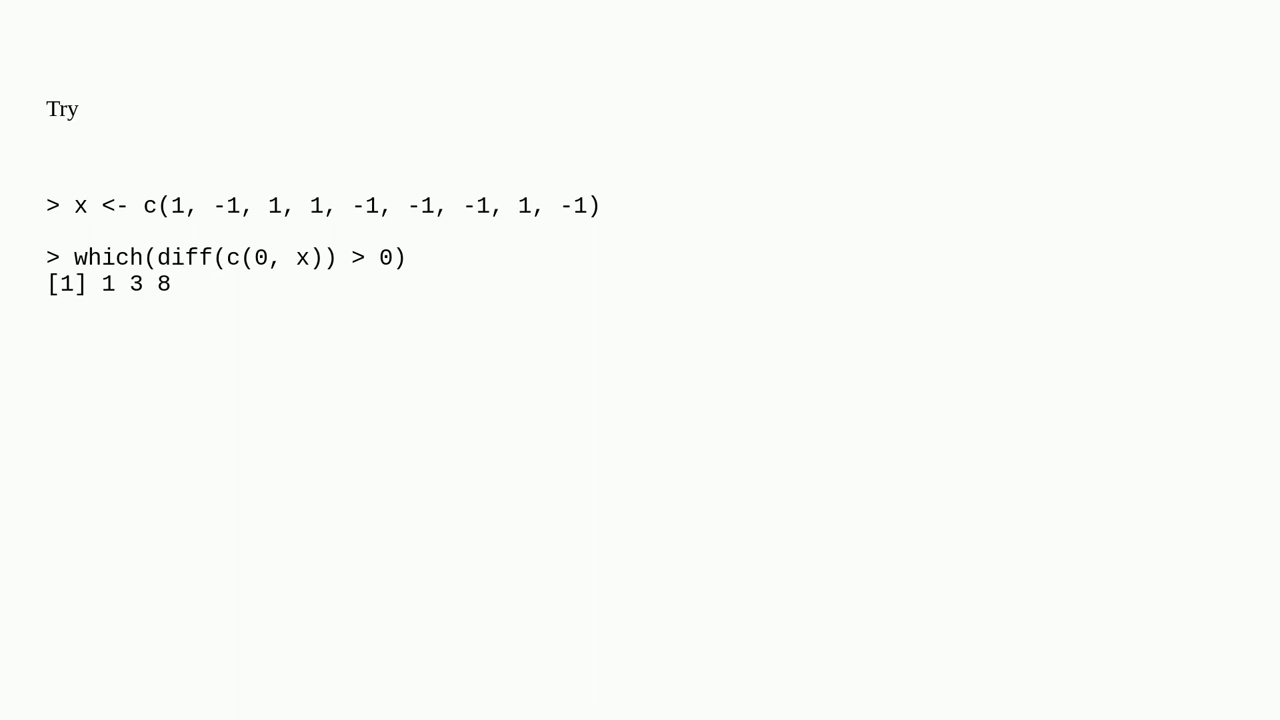 Try
> x <- c(1, -1, 1, 1, -1, -1, -1, 1, -1)
> which(diff(c(0, x)) > 0)
[1] 1 3 8